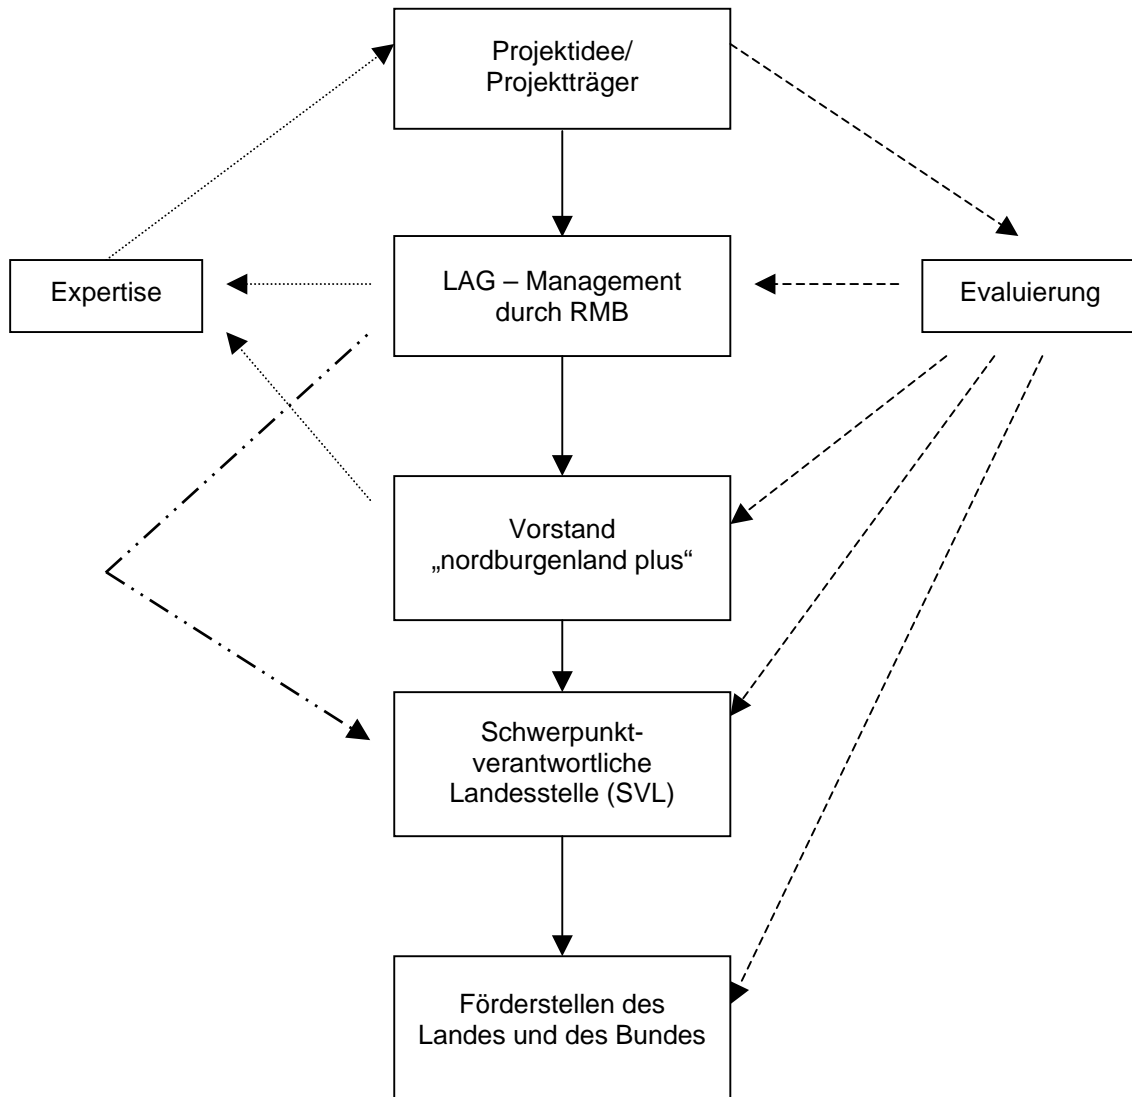 Projektidee/
Projektträger
LAG – Management
durch RMB
Expertise
Evaluierung
Vorstand
„nordburgenland plus“
Schwerpunkt-
verantwortliche
Landesstelle (SVL)
Förderstellen des
Landes und des Bundes